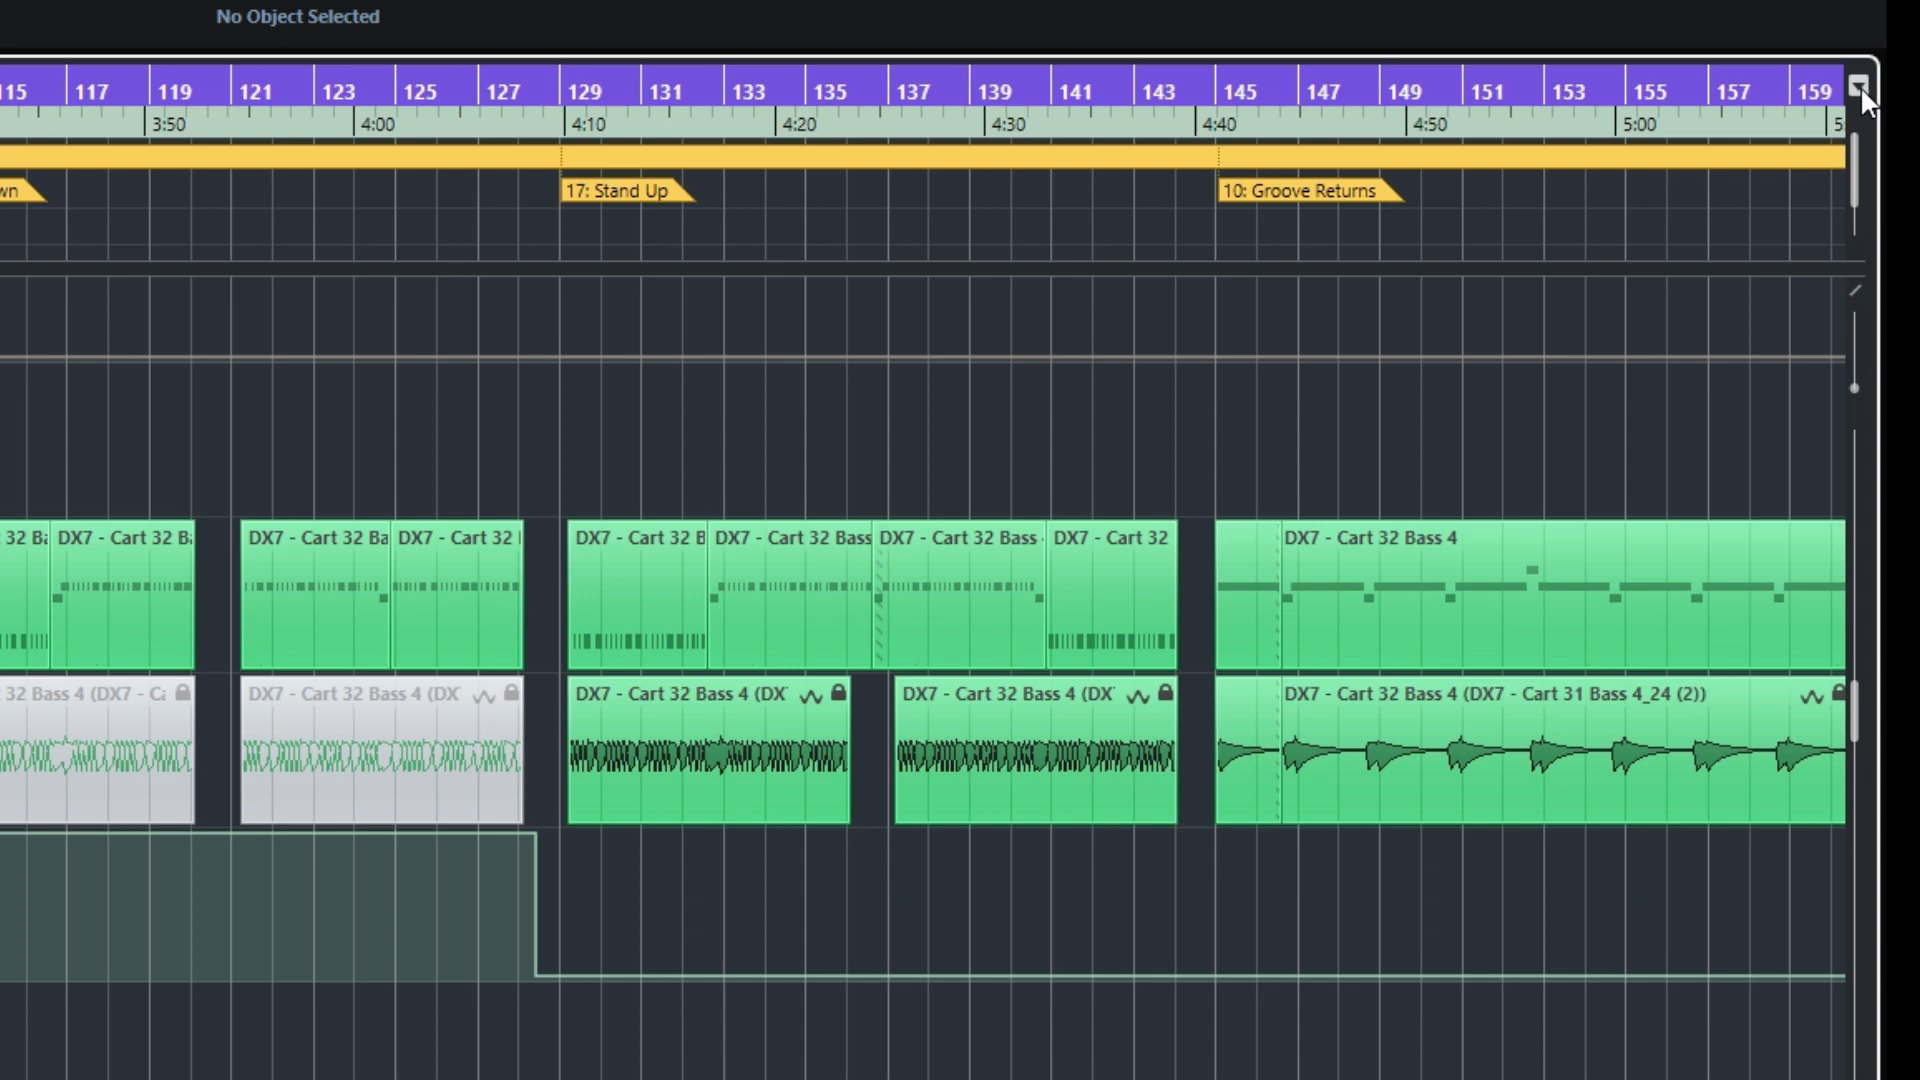 No Object Selected
115 117 119 121 123 125 127 129 131 133 135 137 139 141 143 145 147 149 151 153 155 157 159
3:50 4:00 4:10 4:20 4:30 4:40 4:50 5:00
wn 17: Stand Up 10: Groove Returns
32 Ba DX7 - Cart 32 Ba DX7 - Cart 32 Ba DX7 - Cart 32 DX7 - Cart 32 B DX7 - Cart 32 Bass DX7 - Cart 32 Bass DX7 - Cart 32 DX7 - Cart 32 Bass 4
32 Bass 4 (DX7 - Ca DX7 - Cart 32 Bass 4 (DX DX7 - Cart 32 Bass 4 (DX DX7 - Cart 32 Bass 4 (DX DX7 - Cart 32 Bass 4 (DX7 - Cart 31 Bass 4_24 (2))